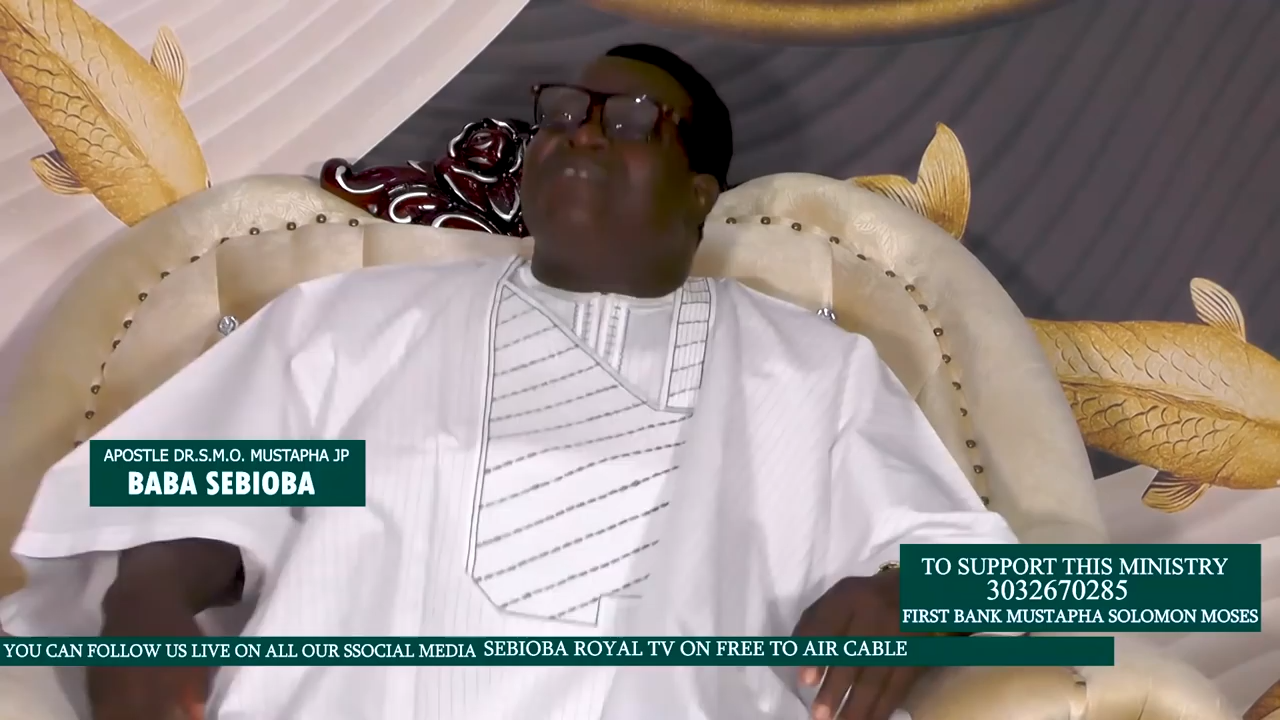 APOSTLE DR.S.M.O. MUSTAPHA JP
BABA SEBIOBA
TO SUPPORT THIS MINISTRY
3032670285
FIRST BANK MUSTAPHA SOLOMON MOSES
YOU CAN FOLLOW US LIVE ON ALL OUR SSOCIAL MEDIA SEBIOBA ROYAL TV ON FREE TO AIR CABLE